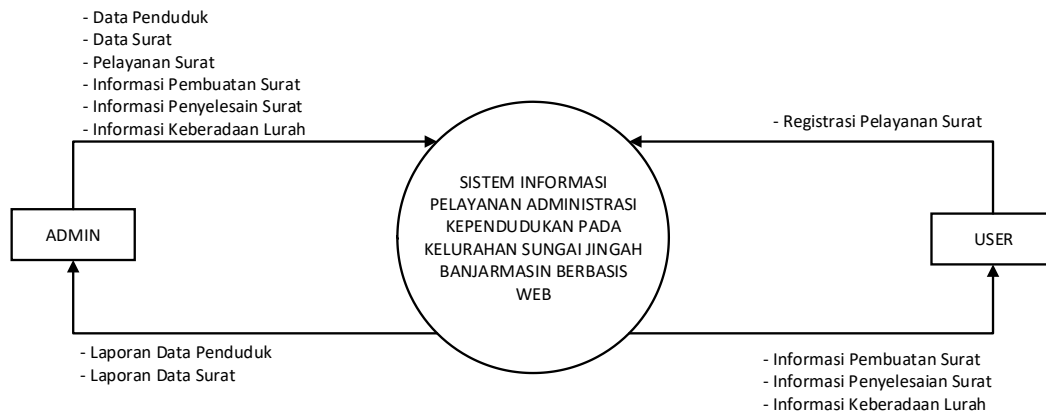 - Data Penduduk
- Data Surat
- Pelayanan Surat
- Informasi Pembuatan Surat
- Informasi Penyelesain Surat
- Informasi Keberadaan Lurah
- Registrasi Pelayanan Surat
ADMIN
SISTEM INFORMASI
PELAYANAN ADMINISTRASI
KEPENDUDUKAN PADA
KELURAHAN SUNGAI JINGAH
BANJARMASIN BERBASIS
WEB
USER
- Laporan Data Penduduk
- Laporan Data Surat
- Informasi Pembuatan Surat
- Informasi Penyelesaian Surat
- Informasi Keberadaan Lurah